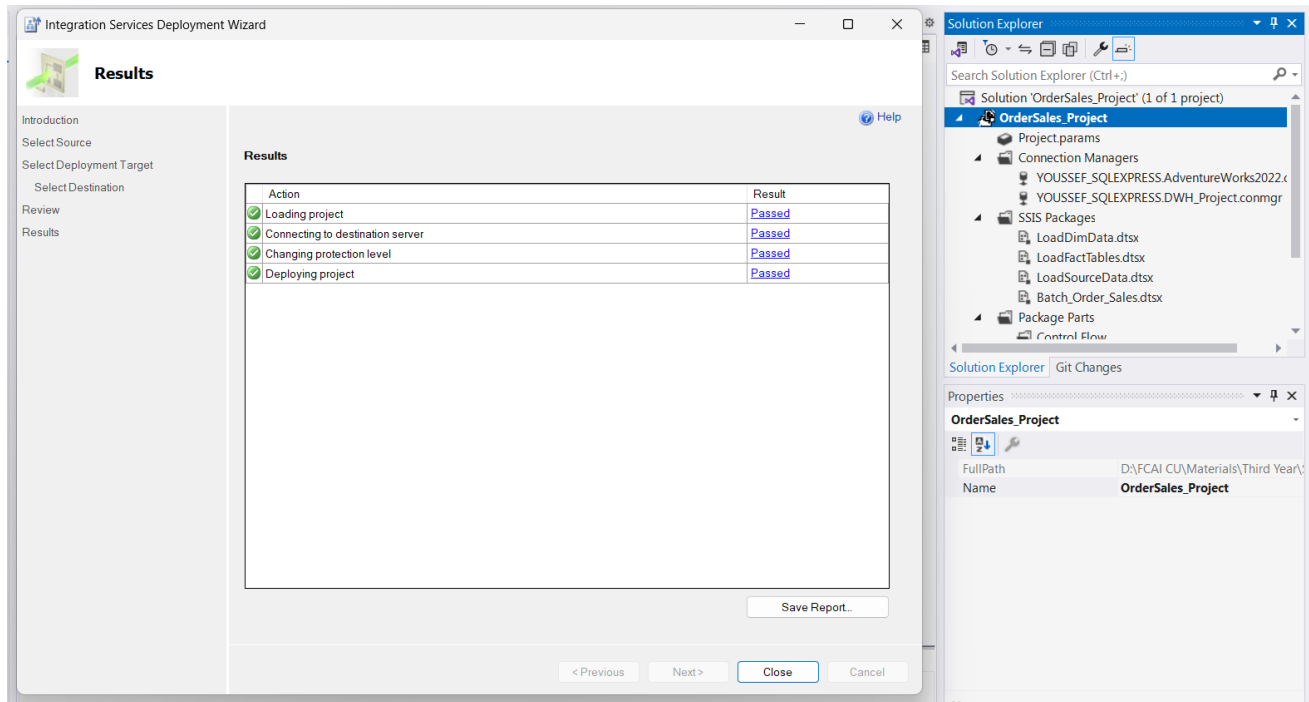 Integration Services Deployment Wizard
Results
Introduction
Select Source
Select Deployment Target
Select Destination
Review
Results
Help
Results
Action Result
Loading project Passed
Connecting to destination server Passed
Changing protection level Passed
Deploying project Passed
Save Report...
< Previous Next > Close Cancel
Solution Explorer
Search Solution Explorer (Ctrl+;)
Solution 'OrderSales_Project' (1 of 1 project)
OrderSales_Project
Project.params
Connection Managers
YOUSSEF_SQLEXPRESS.AdventureWorks2022.c
YOUSSEF_SQLEXPRESS.DWH_Project.conmgr
SSIS Packages
LoadDimData.dtsx
LoadFactTables.dtsx
LoadSourceData.dtsx
Batch_Order_Sales.dtsx
Package Parts
Control Flow
Solution Explorer Git Changes
Properties
OrderSales_Project
FullPath D:\FCAI CU\Materials\Third Year\
Name OrderSales_Project